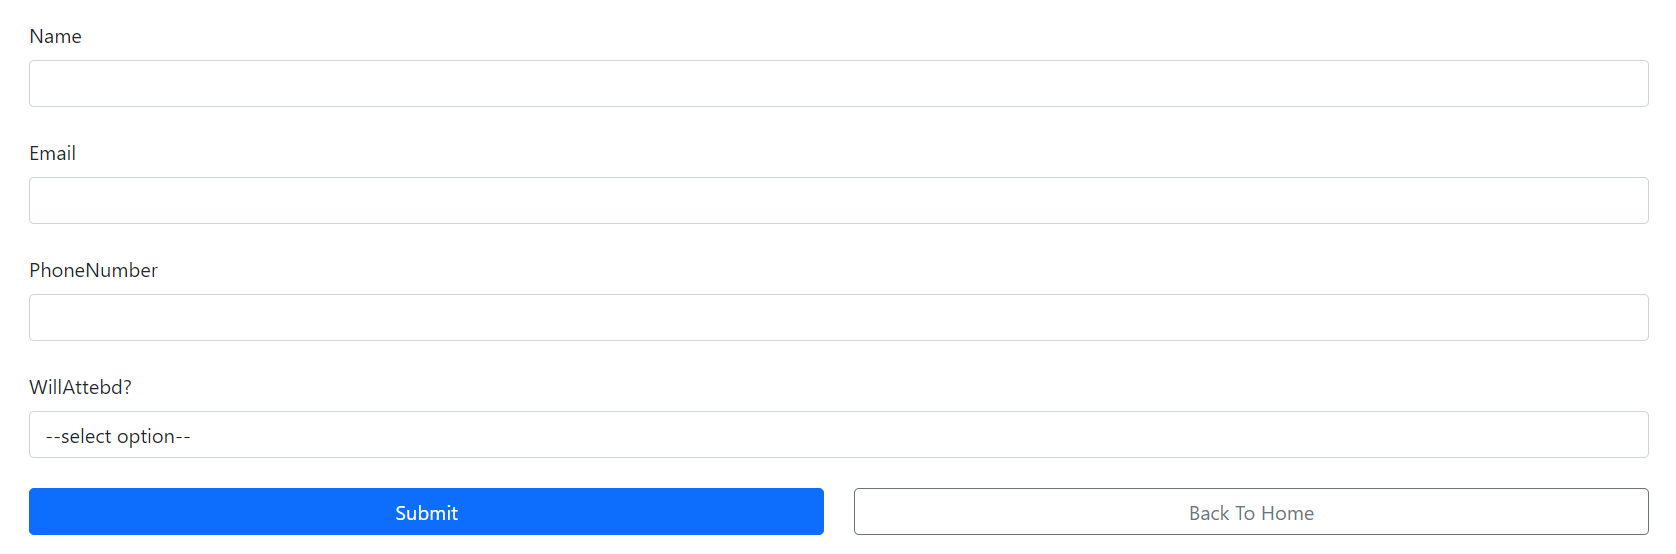 Name
Email
PhoneNumber
WillAttebd?
--select option--
Submit
Back To Home